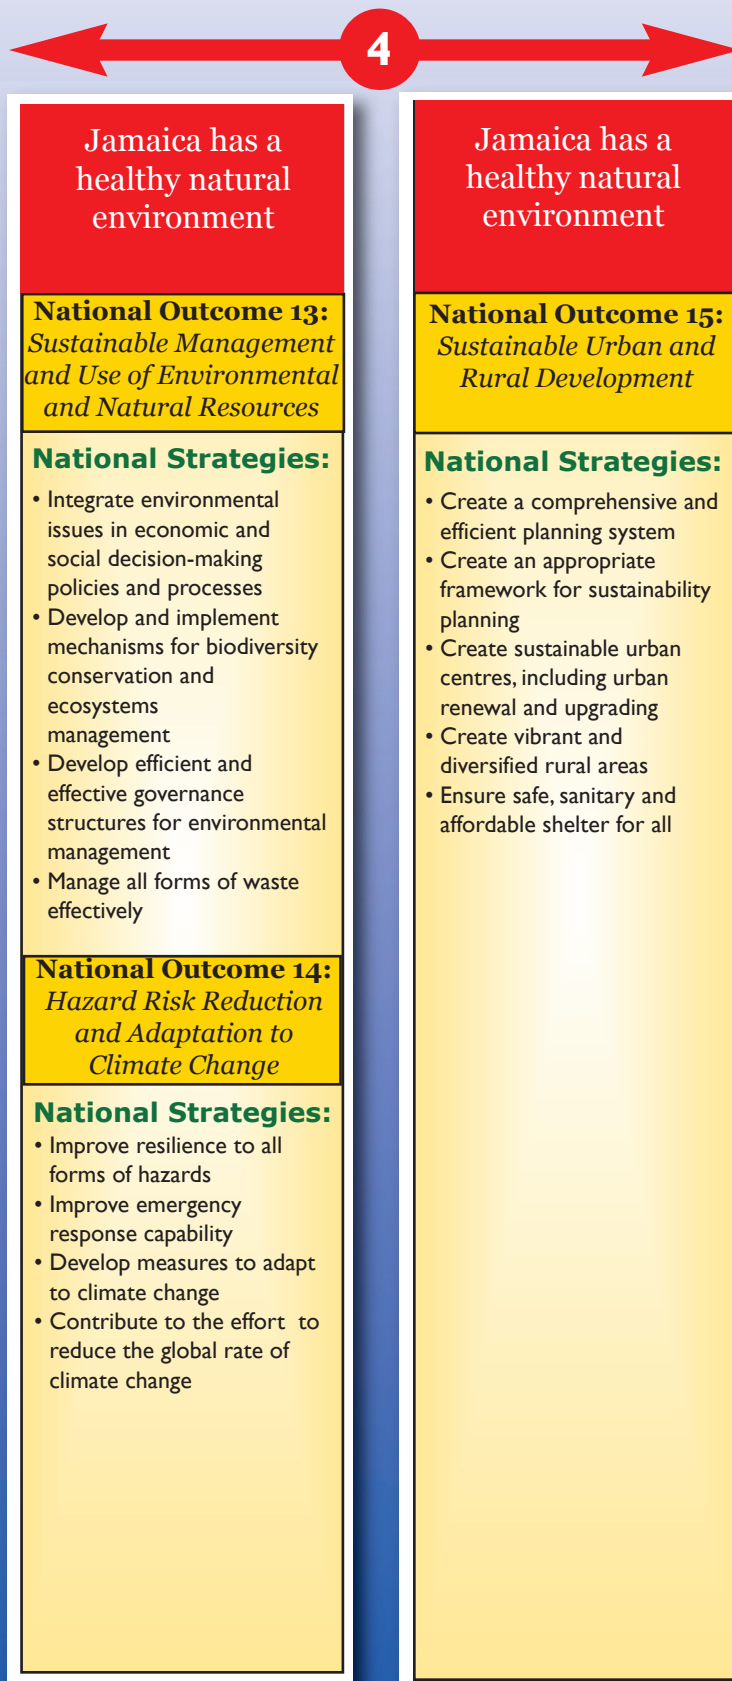 4
Jamaica has a
healthy natural
environment
National Outcome 13:
Sustainable Management
and Use of Environmental
and Natural Resources
National Strategies:
• Integrate environmental
issues in economic and
social decision-making
policies and processes
• Develop and implement
mechanisms for biodiversity
conservation and
ecosystems
management
• Develop efficient and
effective governance
structures for environmental
management
• Manage all forms of waste
effectively
National Outcome 14:
Hazard Risk Reduction
and Adaptation to
Climate Change
National Strategies:
• Improve resilience to all
forms of hazards
• Improve emergency
response capability
• Develop measures to adapt
to climate change
• Contribute to the effort to
reduce the global rate of
climate change
Jamaica has a
healthy natural
environment
National Outcome 15:
Sustainable Urban and
Rural Development
National Strategies:
• Create a comprehensive and
efficient planning system
• Create an appropriate
framework for sustainability
planning
• Create sustainable urban
centres, including urban
renewal and upgrading
• Create vibrant and
diversified rural areas
• Ensure safe, sanitary and
affordable shelter for all